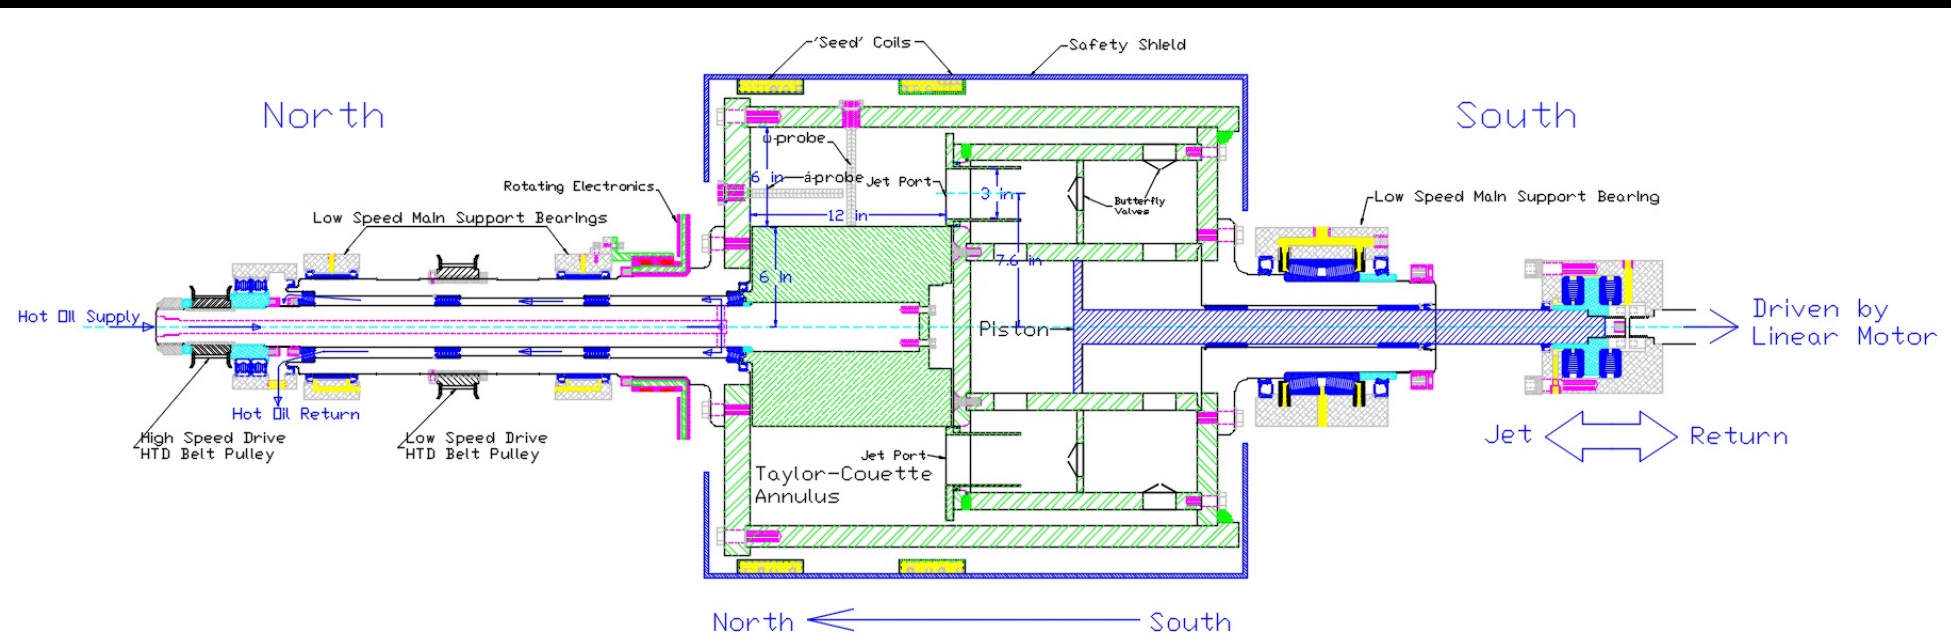 'Seed' Coils
Safety Shield
North
South
ω-probe
6 in
á-probe
Jet Port
3 in
Butterfly
Valves
Rotating Electronics
Low Speed Main Support Bearings
12 in
Low Speed Main Support Bearing
7.6 in
6 in
Hot Oil Supply
Piston
Driven by
Linear Motor
Hot Oil Return
High Speed Drive
HTD Belt Pulley
Low Speed Drive
HTD Belt Pulley
Jet Port
Taylor-Couette
Annulus
Jet
Return
North
South